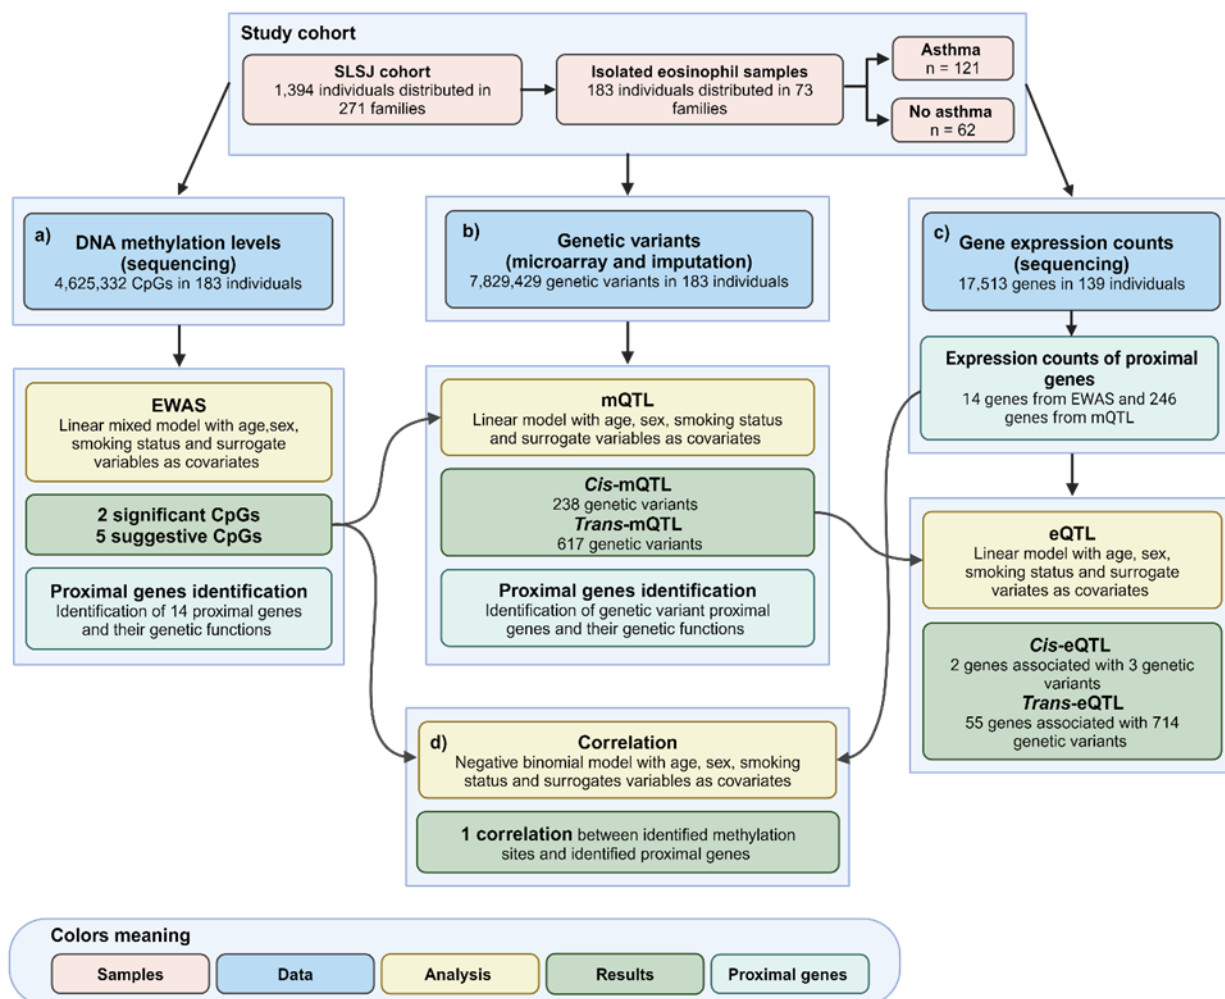 Study cohort
SLSJ cohort
1,394 individuals distributed in
271 families
Isolated eosinophil samples
183 individuals distributed in 73
families
Asthma
n = 121
No asthma
n = 62
a)
DNA methylation levels
(sequencing)
4,625,332 CpGs in 183 individuals
b)
Genetic variants
(microarray and imputation)
7,829,429 genetic variants in 183 individuals
c)
Gene expression counts
(sequencing)
17,513 genes in 139 individuals
Expression counts of proximal
genes
14 genes from EWAS and 246
genes from mQTL
EWAS
Linear mixed model with age,sex,
smoking status and surrogate
variables as covariates
2 significant CpGs
5 suggestive CpGs
Proximal genes identification
Identification of 14 proximal genes
and their genetic functions
mQTL
Linear model with age, sex, smoking status
and surrogate variables as covariates
Cis-mQTL
238 genetic variants
Trans-mQTL
617 genetic variants
Proximal genes identification
Identification of genetic variant proximal
genes and their genetic functions
eQTL
Linear model with age, sex,
smoking status and surrogate
variates as covariates
Cis-eQTL
2 genes associated with 3 genetic
variants
Trans-eQTL
55 genes associated with 714
genetic variants
d)
Correlation
Negative binomial model with age, sex, smoking
status and surrogates variables as covariates
1 correlation between identified methylation
sites and identified proximal genes
Colors meaning
Samples
Data
Analysis
Results
Proximal genes